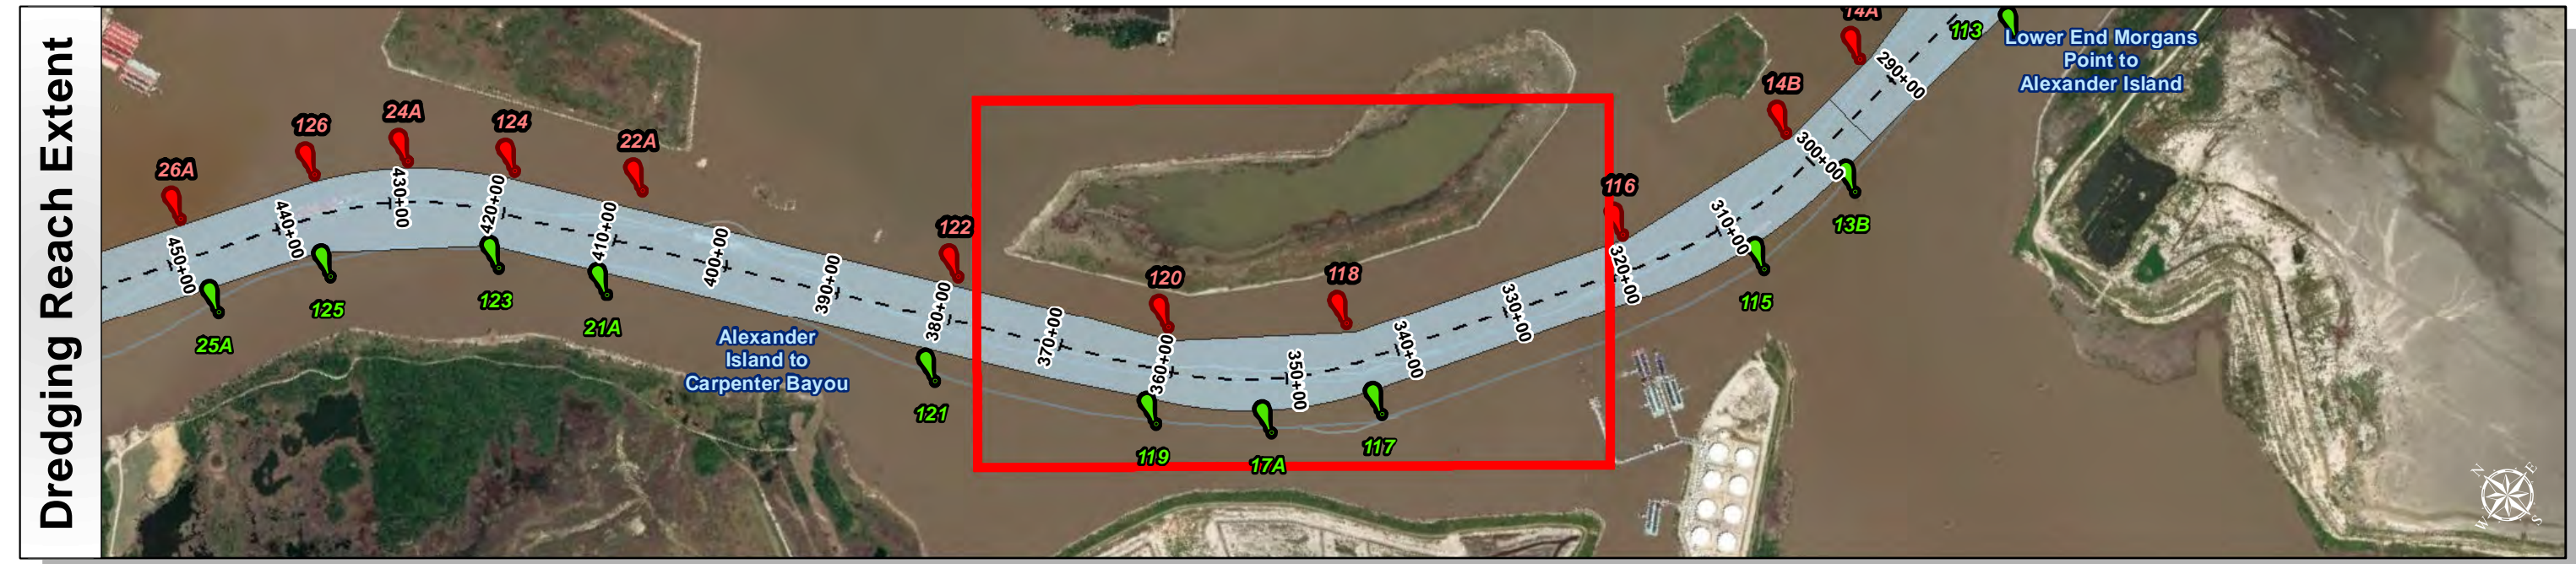 Dredging Reach Extent
14A
113
Lower End Morgans
Point to
Alexander Island
290+00
14B
24A
126
124
22A
300+00
26A
116
13B
310+00
440+00
430+00
420+00
410+00
122
450+00
400+00
390+00
120
118
320+00
115
125
123
21A
380+00
330+00
25A
Alexander
Island to
Carpenter Bayou
370+00
360+00
350+00
340+00
121
119
17A
117
N
E
W
S